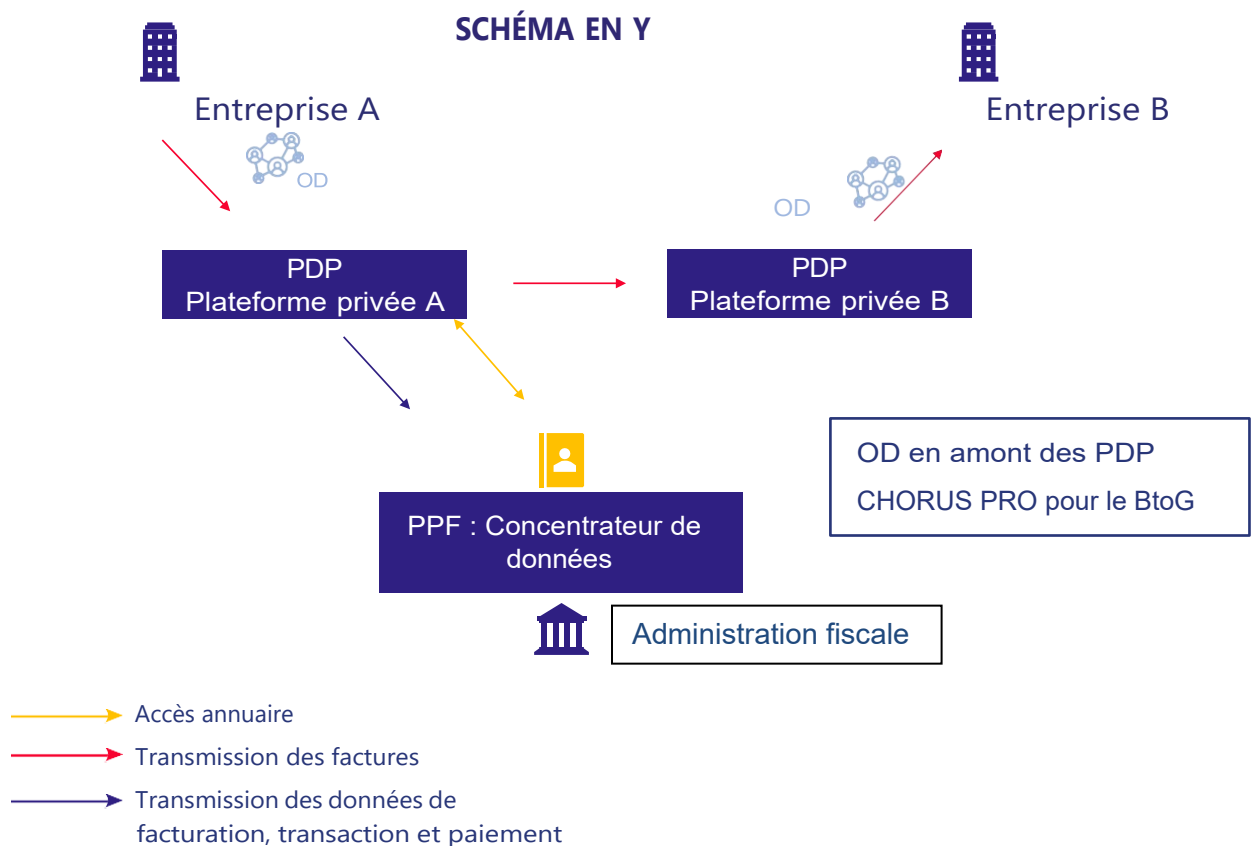 SCHÉMA EN Y
Entreprise A
Entreprise B
OD
OD
PDP
Plateforme privée A
PDP
Plateforme privée B
OD en amont des PDP
CHORUS PRO pour le BtoG
PPF : Concentrateur de
données
Administration fiscale
Accès annuaire
Transmission des factures
Transmission des données de
facturation, transaction et paiement